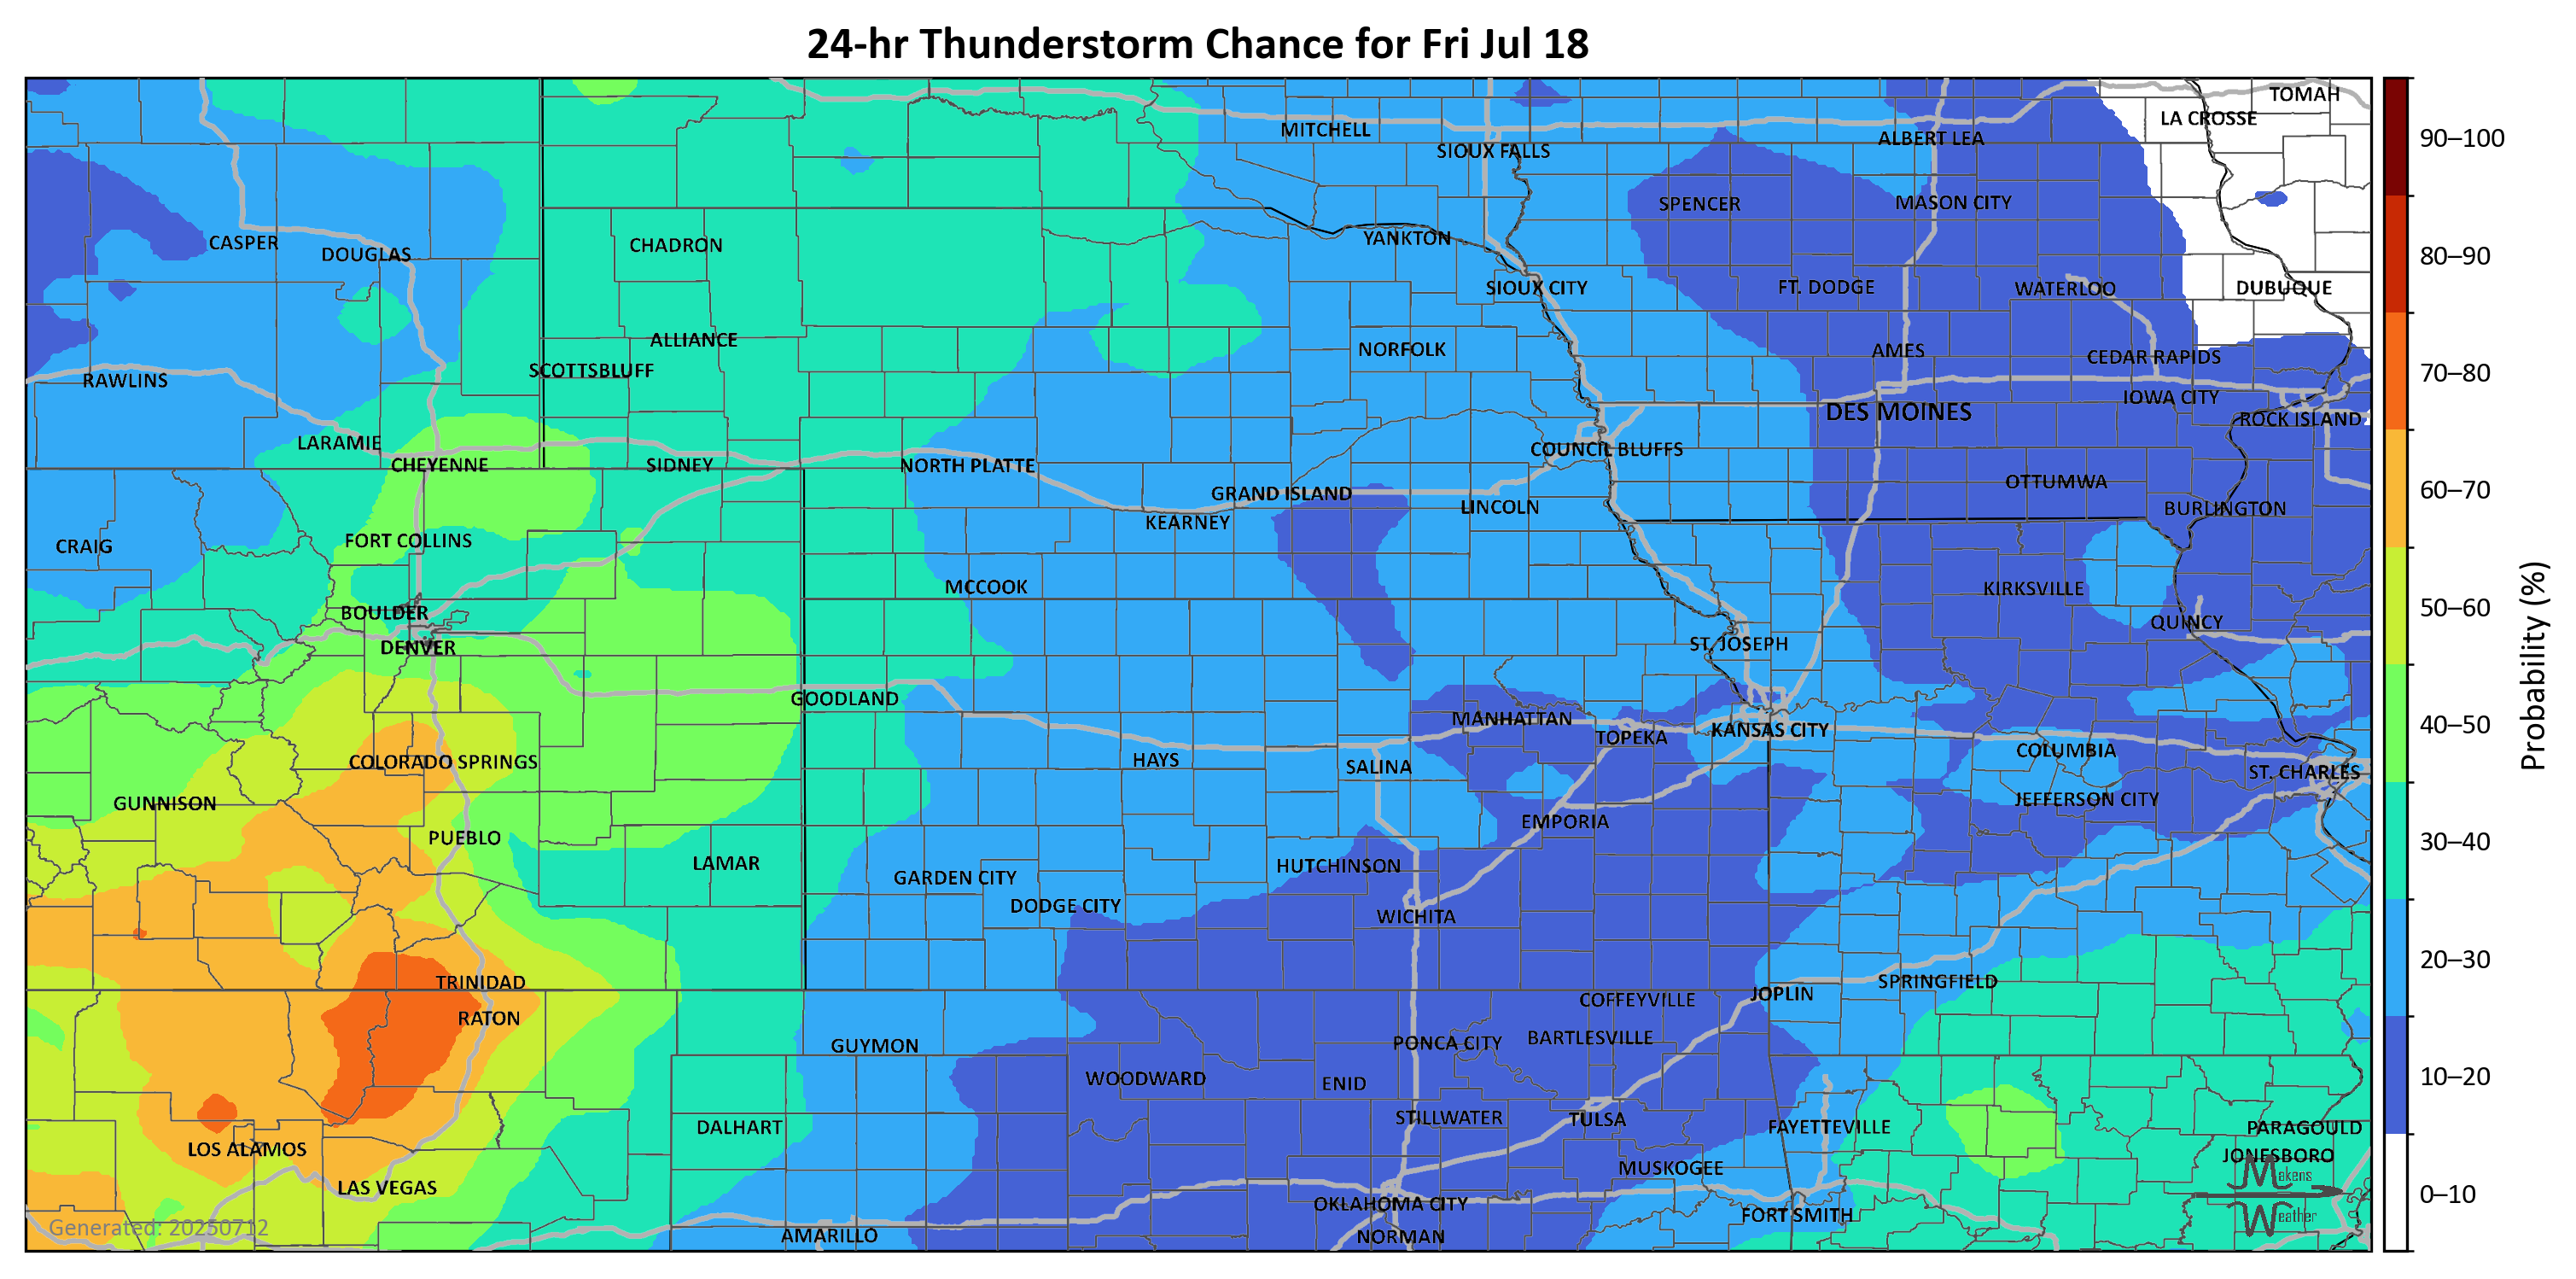 24-hr Thunderstorm Chance for Fri Jul 18
TOMAH
LA CROSSE
MITCHELL
ALBERT LEA
SIOUX FALLS
SPENCER
MASON CITY
CASPER
DOUGLAS
CHADRON
YANKTON
SIOUX CITY
FT. DODGE
WATERLOO
DUBUQUE
ALLIANCE
NORFOLK
AMES
CEDAR RAPIDS
RAWLINS
SCOTTSBLUFF
IOWA CITY
DES MOINES
ROCK ISLAND
LARAMIE
COUNCIL BLUFFS
CHEYENNE
SIDNEY
NORTH PLATTE
OTTUMWA
GRAND ISLAND
LINCOLN
BURLINGTON
KEARNEY
CRAIG
FORT COLLINS
MCCOOK
KIRKSVILLE
BOULDER
QUINCY
DENVER
ST. JOSEPH
GOODLAND
MANHATTAN
KANSAS CITY
TOPEKA
COLUMBIA
COLORADO SPRINGS
HAYS
SALINA
ST. CHARLES
GUNNISON
JEFFERSON CITY
EMPORIA
PUEBLO
LAMAR
HUTCHINSON
GARDEN CITY
DODGE CITY
WICHITA
TRINIDAD
SPRINGFIELD
JOPLIN
COFFEYVILLE
RATON
BARTLESVILLE
GUYMON
PONCA CITY
WOODWARD
ENID
STILLWATER
TULSA
DALHART
FAYETTEVILLE
PARAGOULD
LOS ALAMOS
JONESBORO
MUSKOGEE
LAS VEGAS
OKLAHOMA CITY
FORT SMITH
AMARILLO
NORMAN
Generated: 20250712
Makens
Weather
90–100
80–90
70–80
60–70
50–60
40–50
30–40
20–30
10–20
0–10
Probability (%)